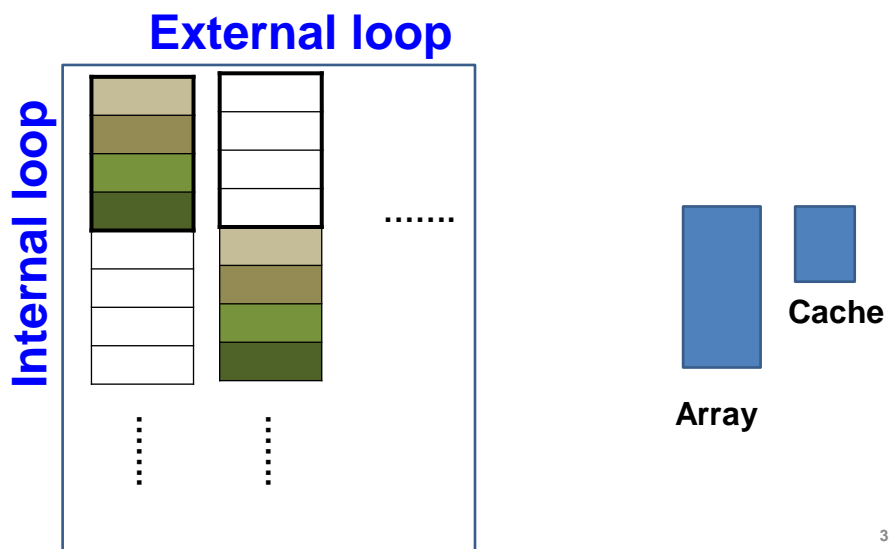 External loop
Internal loop
.......
Cache
Array
3